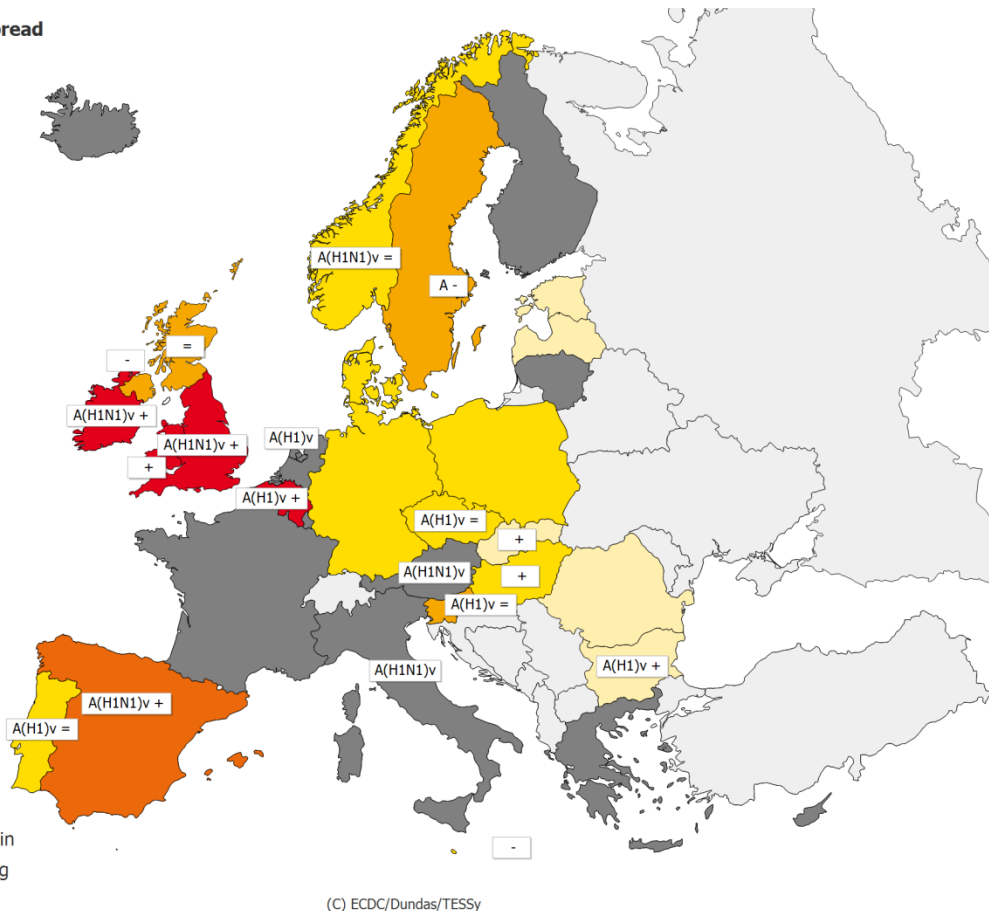 pread
A(H1N1)v =
A -
=
-
A(H1N1)v +
A(H1)v
A(H1N1)v +
+
A(H1)v +
A(H1)v =
+
A(H1N1)v
+
A(H1)v =
A(H1N1)v
A(H1)v +
A(H1N1)v +
A(H1)v =
in
-
g
(C) ECDC/Dundas/TESSy